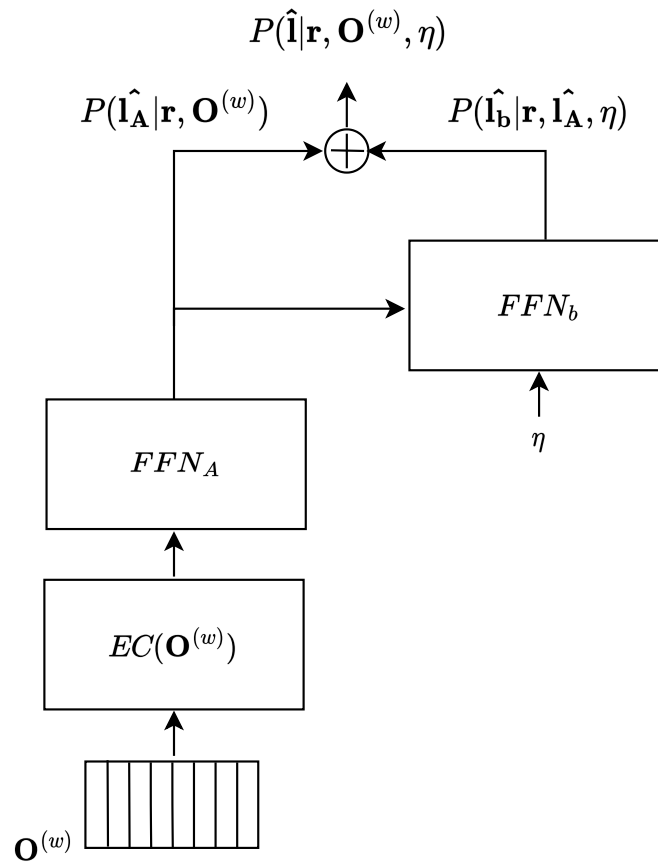 P(l̂|r, O^(w), η)
P(l̂_A|r, O^(w))
P(l̂_b|r, l̂_A, η)
FFN_b
η
FFN_A
EC(O^(w))
O^(w)